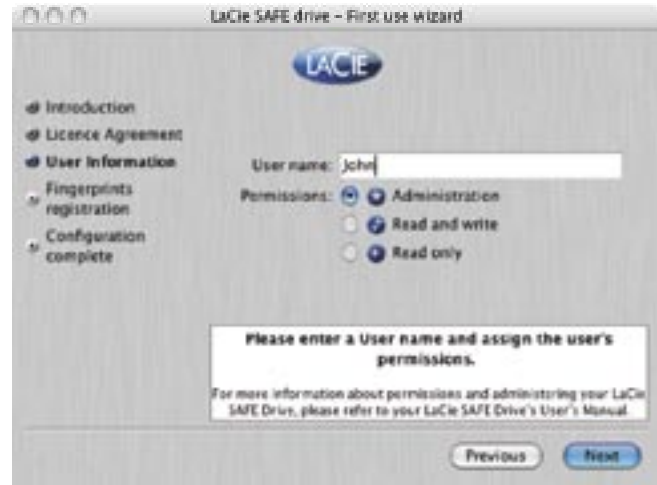 LaCie SAFE drive – First use wizard
LACIE
Introduction
Licence Agreement
User Information
Fingerprints
registration
Configuration
complete
User name: John
Permissions: Administration
Read and write
Read only
Please enter a User name and assign the user's
permissions.
For more information about permissions and administering your LaCie
SAFE Drive, please refer to your LaCie SAFE Drive's User's Manual.
Previous
Next